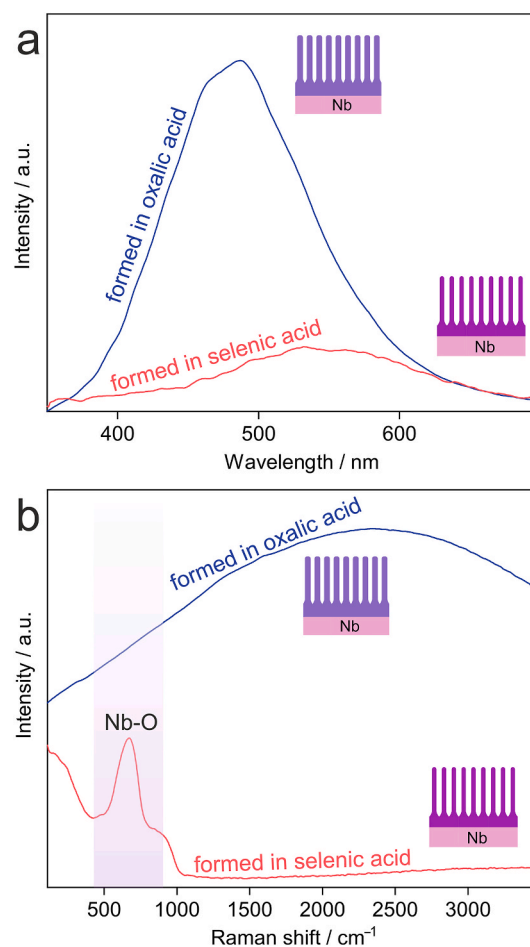 a
Nb
Intensity / a.u.
formed in oxalic acid
Nb
formed in selenic acid
400 500 600
Wavelength / nm
b
formed in oxalic acid
Nb
Intensity / a.u.
Nb-O
Nb
formed in selenic acid
500 1000 1500 2000 2500 3000
Raman shift / cm⁻¹